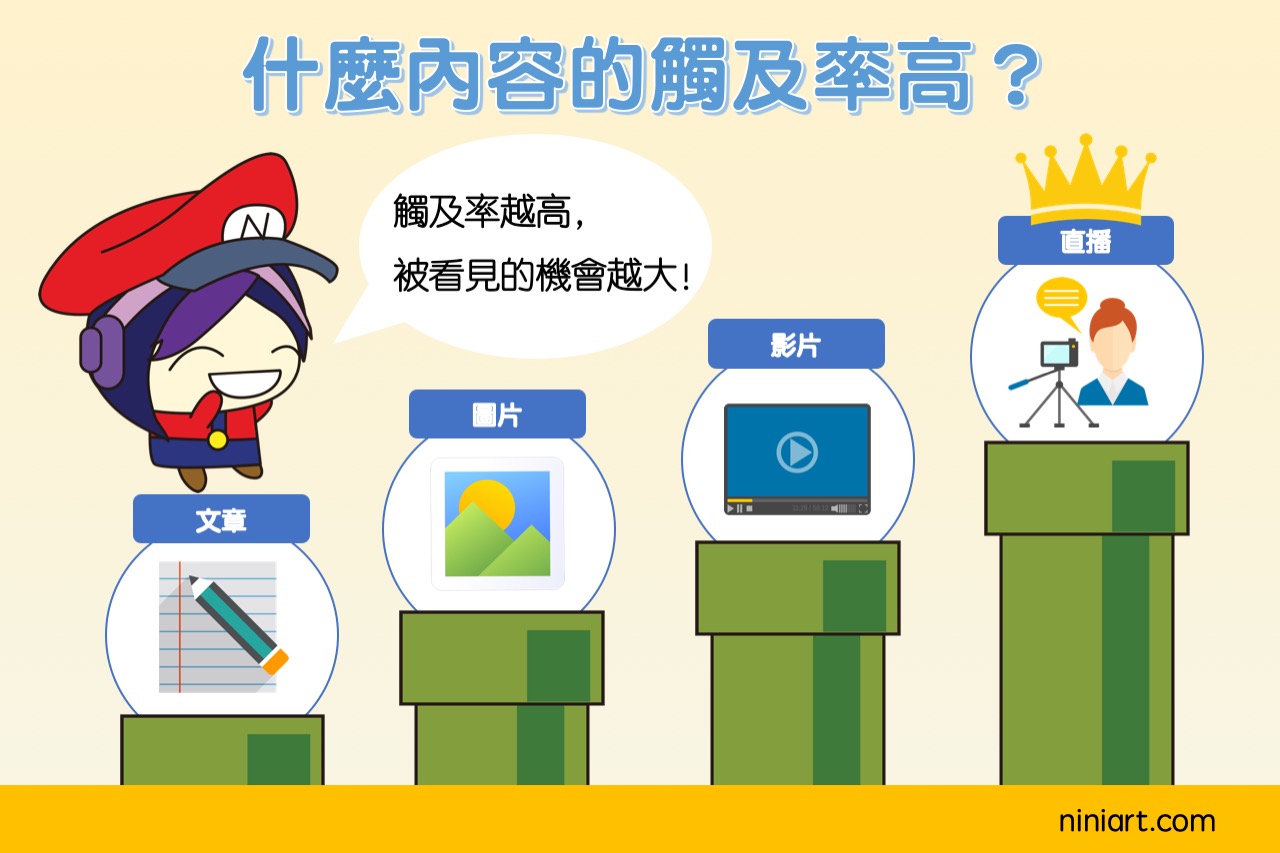 什麼內容的觸及率高？
觸及率越高，
被看見的機會越大！
N
直播
影片
圖片
文章
niniart.com